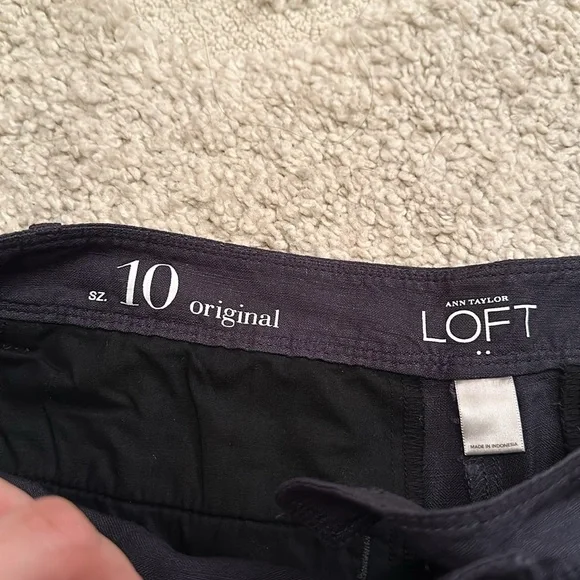 sz. 10 original
ANN TAYLOR
LOFT
MADE IN INDONESIA